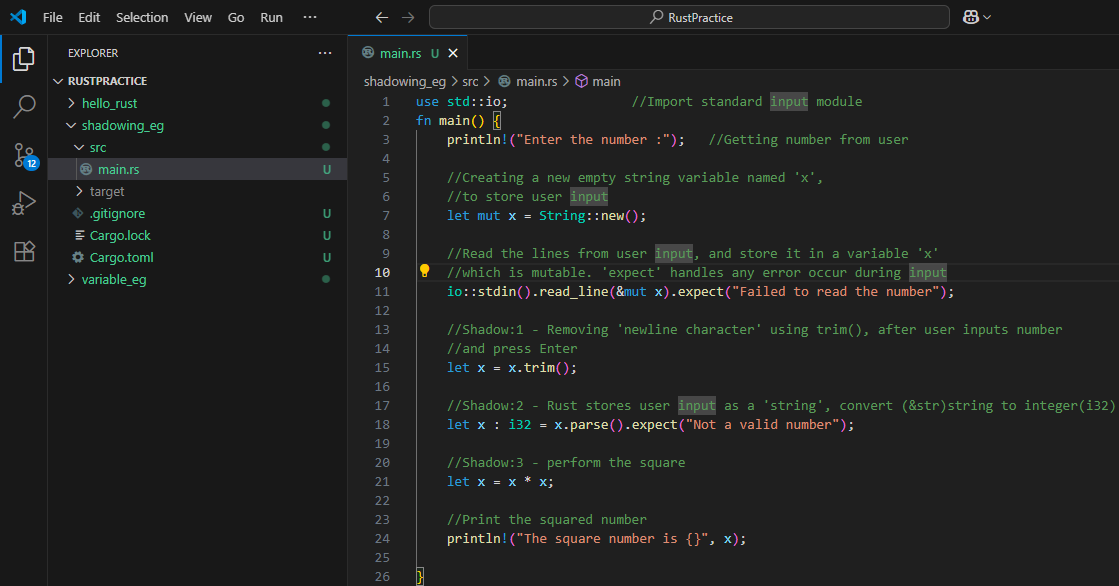 File Edit Selection View Go Run ···
RustPractice
EXPLORER ···
RUSTPRACTICE
hello_rust
shadowing_eg
src
main.rs U
target
.gitignore U
Cargo.lock U
Cargo.toml U
variable_eg
12
main.rs U
shadowing_eg > src > main.rs > main
1 use std::io; //Import standard input module
2 fn main() {
3 println!("Enter the number :"); //Getting number from user
4
5 //Creating a new empty string variable named 'x',
6 //to store user input
7 let mut x = String::new();
8
9 //Read the lines from user input, and store it in a variable 'x'
10 //which is mutable. 'expect' handles any error occur during input
11 io::stdin().read_line(&mut x).expect("Failed to read the number");
12
13 //Shadow:1 - Removing 'newline character' using trim(), after user inputs number
14 //and press Enter
15 let x = x.trim();
16
17 //Shadow:2 - Rust stores user input as a 'string', convert (&str)string to integer(i32)
18 let x : i32 = x.parse().expect("Not a valid number");
19
20 //Shadow:3 - perform the square
21 let x = x * x;
22
23 //Print the squared number
24 println!("The square number is {}", x);
25
26 }